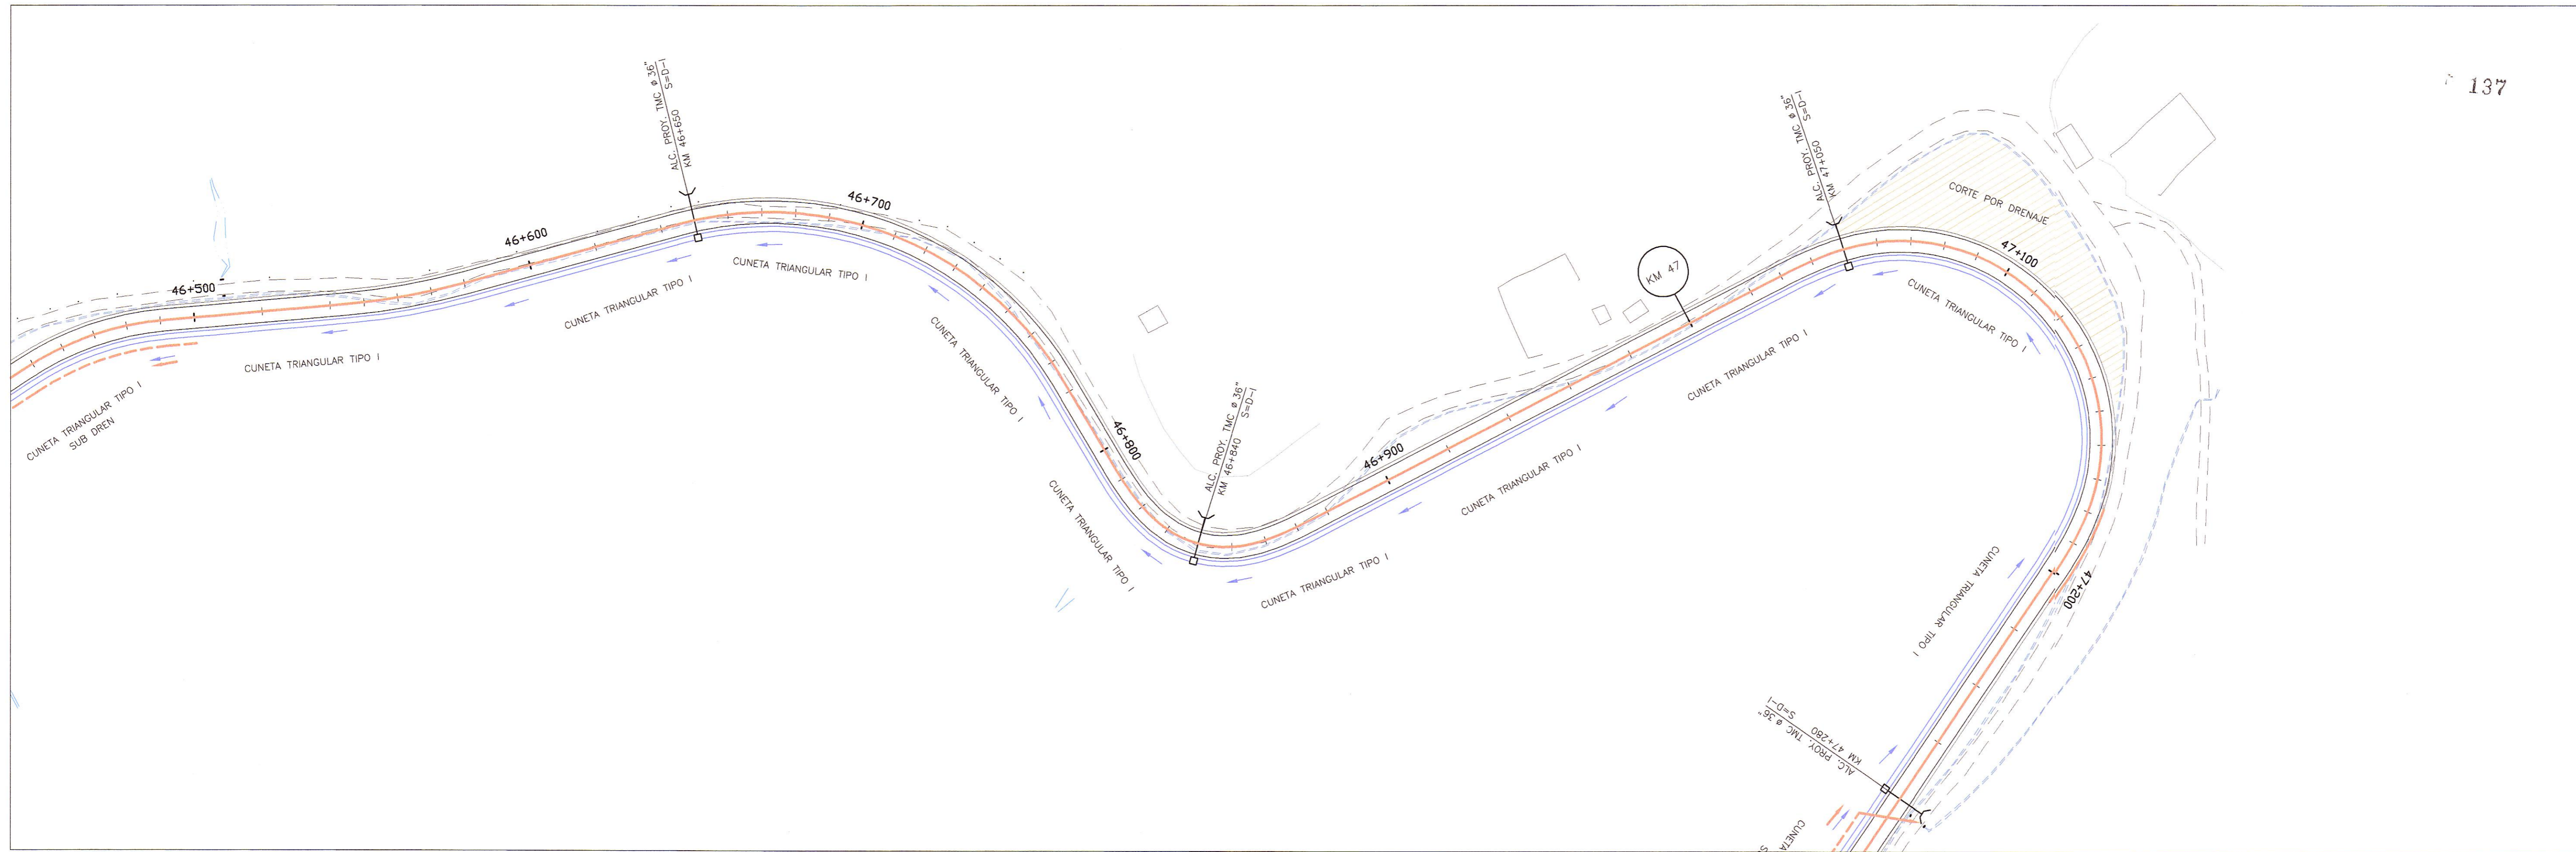 137
ALC. PROY. TMC ø 36"
KM 46+650 S=D-I
ALC. PROY. TMC ø 36"
KM 47+050 S=D-I
46+500
46+600
46+700
CORTE POR DRENAJE
47+100
KM 47
CUNETA TRIANGULAR TIPO I
SUB DREN
CUNETA TRIANGULAR TIPO I
CUNETA TRIANGULAR TIPO I
CUNETA TRIANGULAR TIPO I
CUNETA TRIANGULAR TIPO I
46+800
CUNETA TRIANGULAR TIPO I
ALC. PROY. TMC ø 36"
KM 46+840 S=D-I
46+900
CUNETA TRIANGULAR TIPO I
CUNETA TRIANGULAR TIPO I
CUNETA TRIANGULAR TIPO I
CUNETA TRIANGULAR TIPO I
47+200
CUNETA TRIANGULAR TIPO I
ALC. PROY. TMC ø 36"
KM 47+280 S=D-I
CUNETA